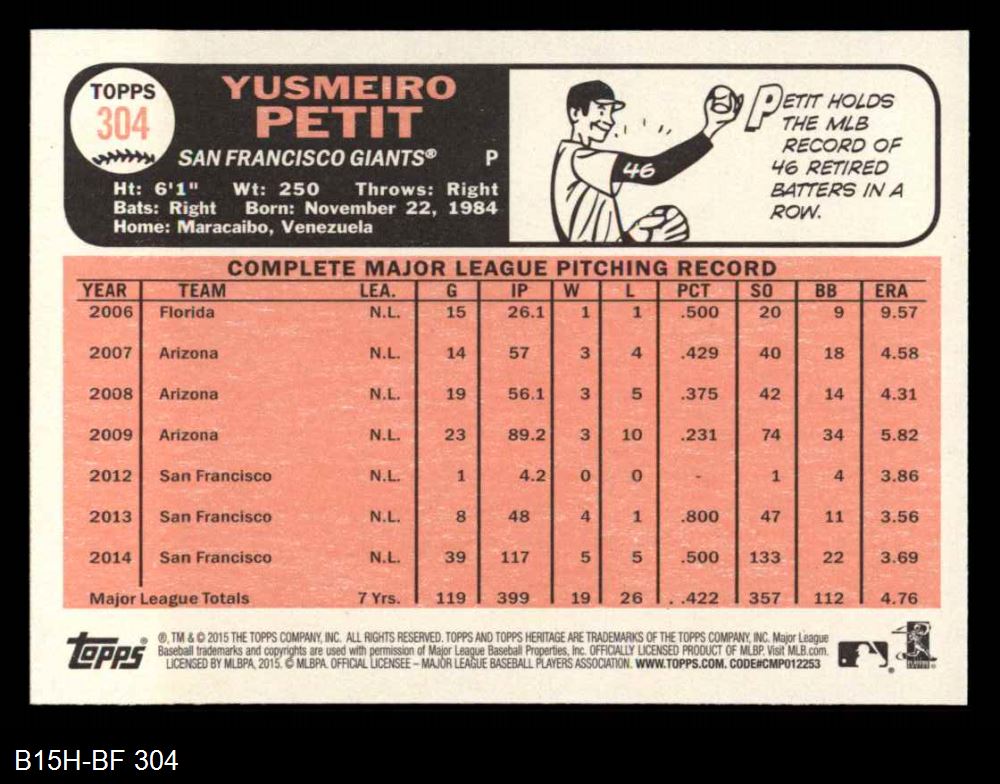 TOPPS
304
YUSMEIRO
PETIT
SAN FRANCISCO GIANTS® P
Ht: 6'1" Wt: 250 Throws: Right
Bats: Right Born: November 22, 1984
Home: Maracaibo, Venezuela
46
PETIT HOLDS
THE MLB
RECORD OF
46 RETIRED
BATTERS IN A
ROW.
COMPLETE MAJOR LEAGUE PITCHING RECORD
YEAR TEAM LEA. G IP W L PCT SO BB ERA
2006 Florida N.L. 15 26.1 1 1 .500 20 9 9.57
2007 Arizona N.L. 14 57 3 4 .429 40 18 4.58
2008 Arizona N.L. 19 56.1 3 5 .375 42 14 4.31
2009 Arizona N.L. 23 89.2 3 10 .231 74 34 5.82
2012 San Francisco N.L. 1 4.2 0 0 - 1 4 3.86
2013 San Francisco N.L. 8 48 4 1 .800 47 11 3.56
2014 San Francisco N.L. 39 117 5 5 .500 133 22 3.69
Major League Totals 7 Yrs. 119 399 19 26 . .422 357 112 4.76
Topps®
®, TM & © 2015 THE TOPPS COMPANY, INC. ALL RIGHTS RESERVED. TOPPS AND TOPPS HERITAGE ARE TRADEMARKS OF THE TOPPS COMPANY, INC. Major League
Baseball trademarks and copyrights are used with permission of Major League Baseball Properties, Inc. OFFICIALLY LICENSED PRODUCT OF MLBP. Visit MLB.com.
LICENSED BY MLBPA, 2015. © MLBPA. OFFICIAL LICENSEE – MAJOR LEAGUE BASEBALL PLAYERS ASSOCIATION. WWW.TOPPS.COM. CODE#CMP012253
B15H-BF 304